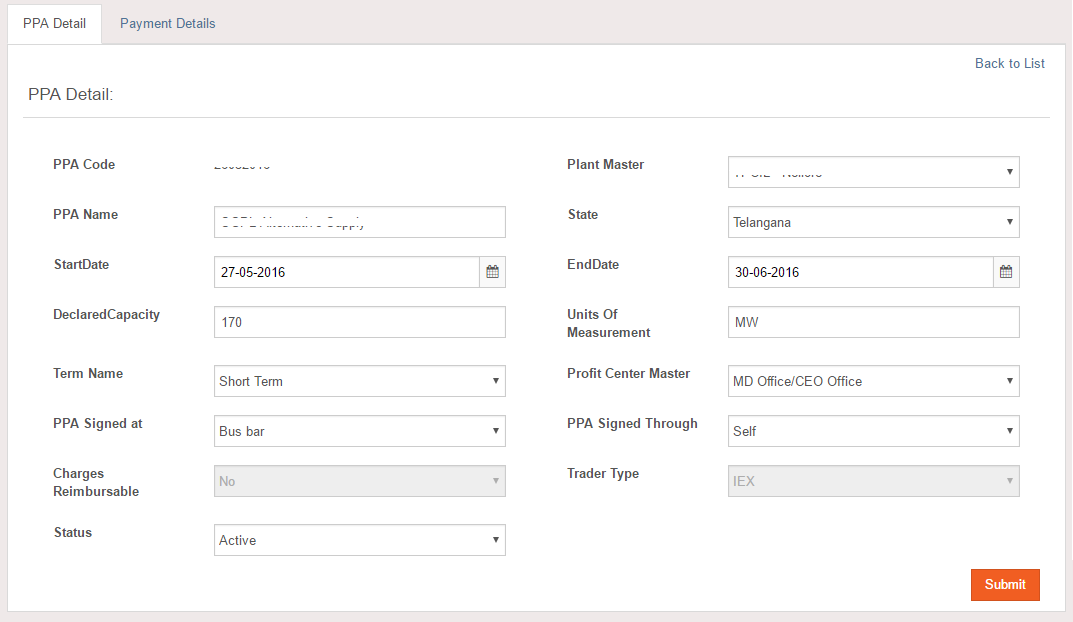 PPA Detail Payment Details
Back to List
PPA Detail:
PPA Code Plant Master
PPA Name State Telangana
StartDate 27-05-2016 EndDate 30-06-2016
DeclaredCapacity 170 Units Of
Measurement MW
Term Name Short Term Profit Center Master MD Office/CEO Office
PPA Signed at Bus bar PPA Signed Through Self
Charges
Reimbursable No Trader Type IEX
Status Active
Submit